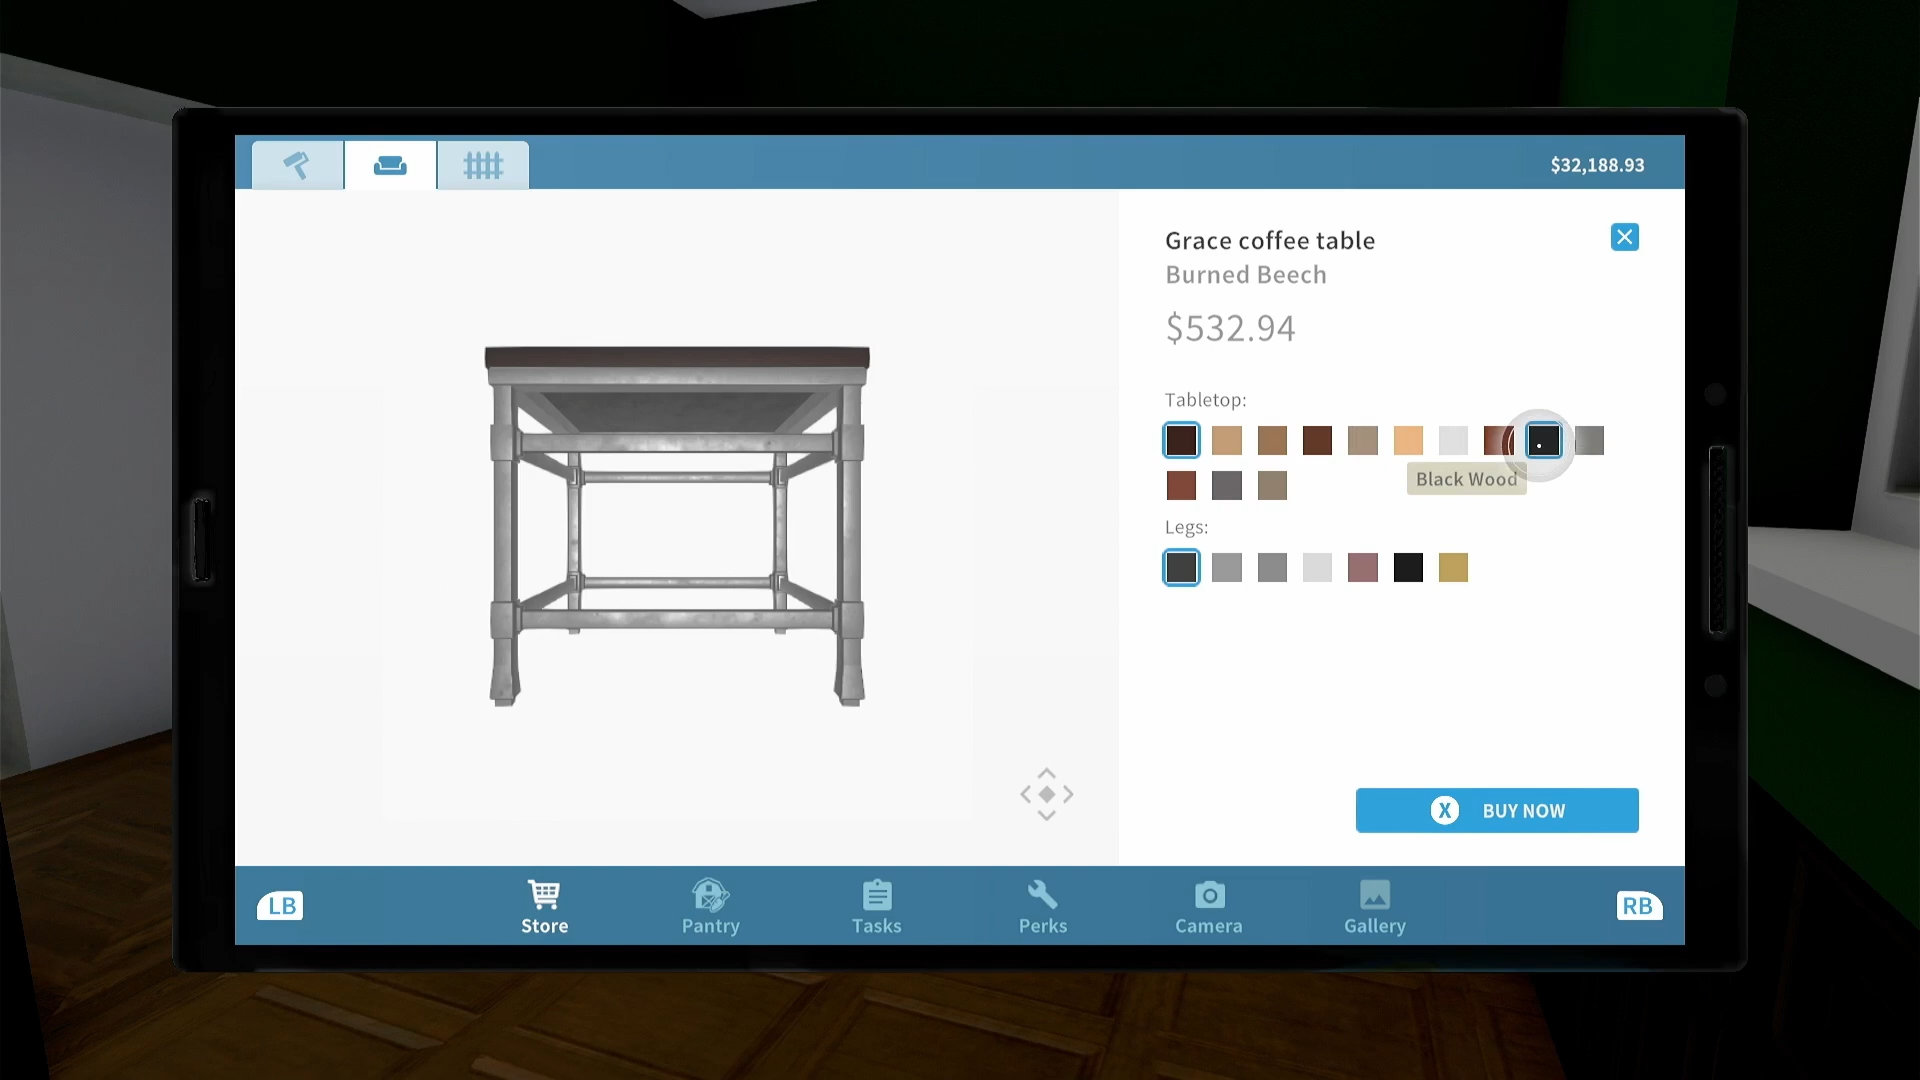 $32,188.93
Grace coffee table
Burned Beech
$532.94
Tabletop:
Black Wood
Legs:
X BUY NOW
LB
Store
Pantry
Tasks
Perks
Camera
Gallery
RB